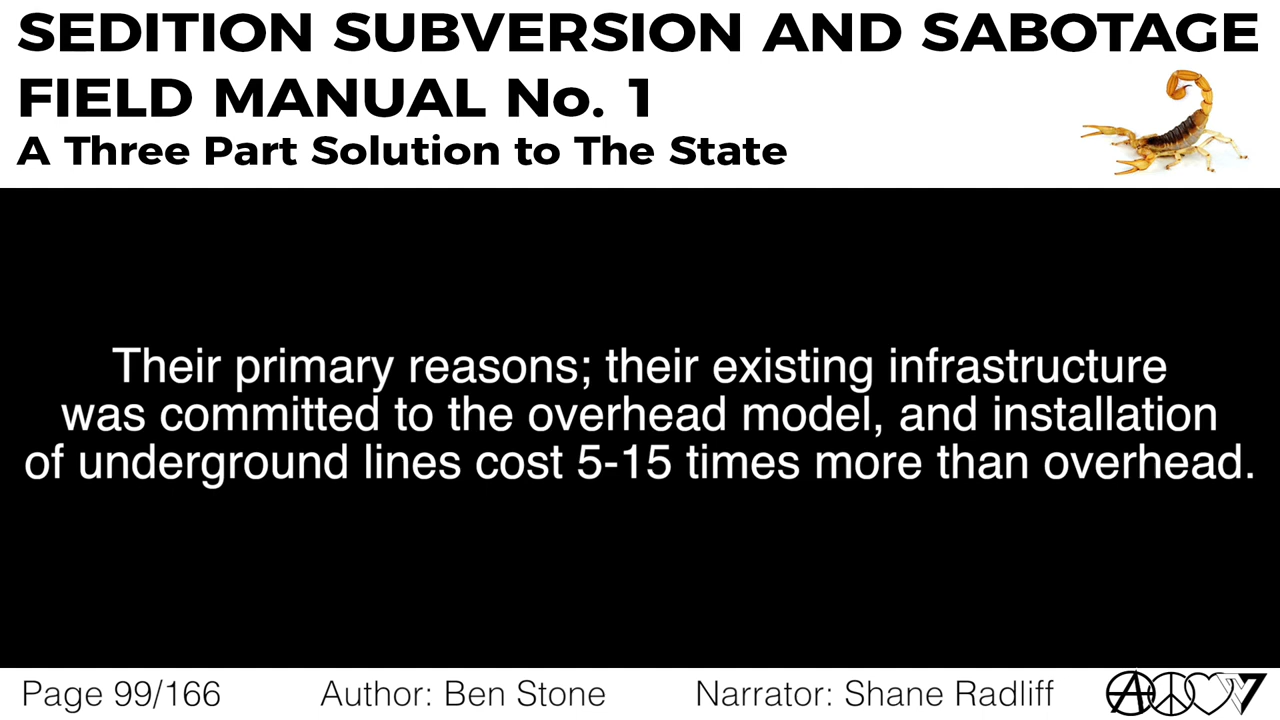 SEDITION SUBVERSION AND SABOTAGE
FIELD MANUAL No. 1
A Three Part Solution to The State
Their primary reasons; their existing infrastructure
was committed to the overhead model, and installation
of underground lines cost 5-15 times more than overhead.
Page 99/166 Author: Ben Stone Narrator: Shane Radliff